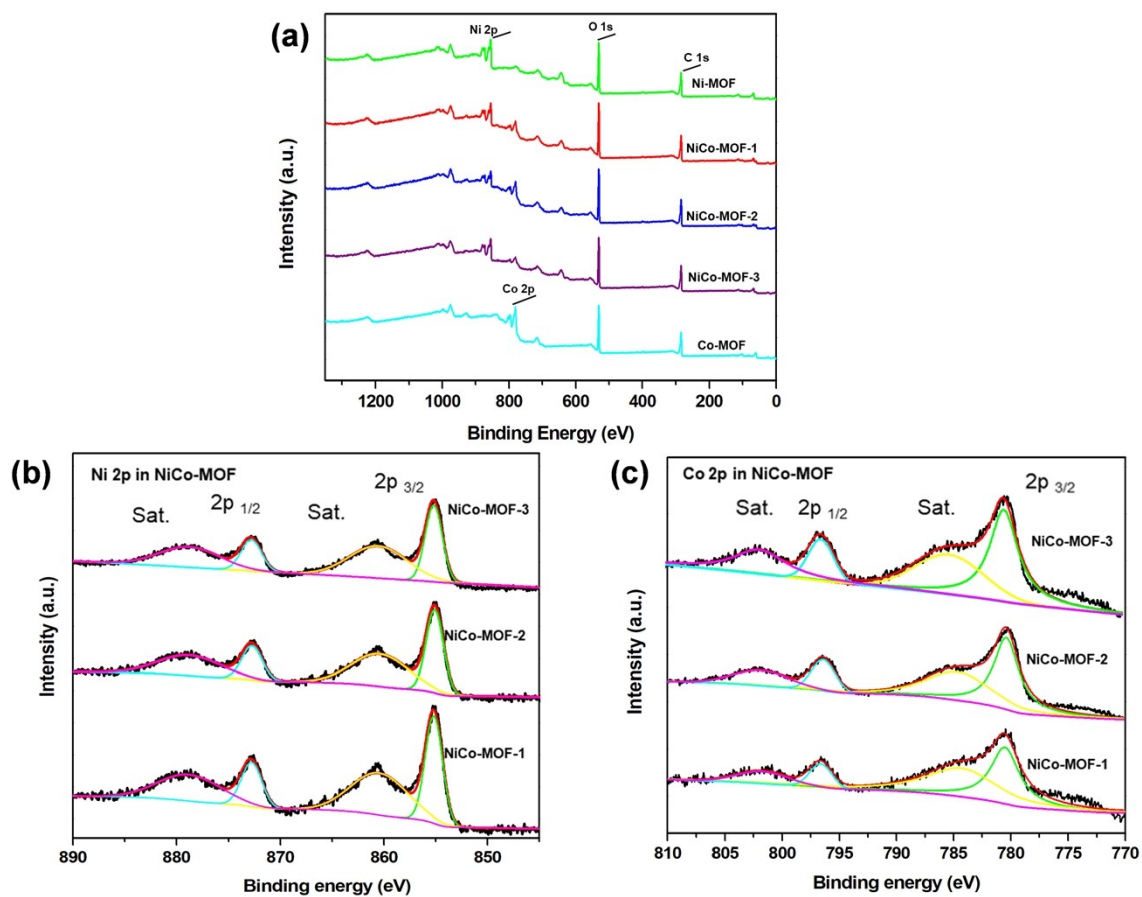 (a)
Ni 2p
O 1s
C 1s
Ni-MOF
NiCo-MOF-1
NiCo-MOF-2
NiCo-MOF-3
Co 2p
Co-MOF
Intensity (a.u.)
1200 1000 800 600 400 200 0
Binding Energy (eV)
(b)
Ni 2p in NiCo-MOF
Sat. 2p 1/2 Sat. 2p 3/2
NiCo-MOF-3
NiCo-MOF-2
NiCo-MOF-1
Intensity (a.u.)
890 880 870 860 850
Binding energy (eV)
(c)
Co 2p in NiCo-MOF
Sat. 2p 1/2 Sat. 2p 3/2
NiCo-MOF-3
NiCo-MOF-2
NiCo-MOF-1
Intensity (a.u.)
810 805 800 795 790 785 780 775 770
Binding energy (eV)